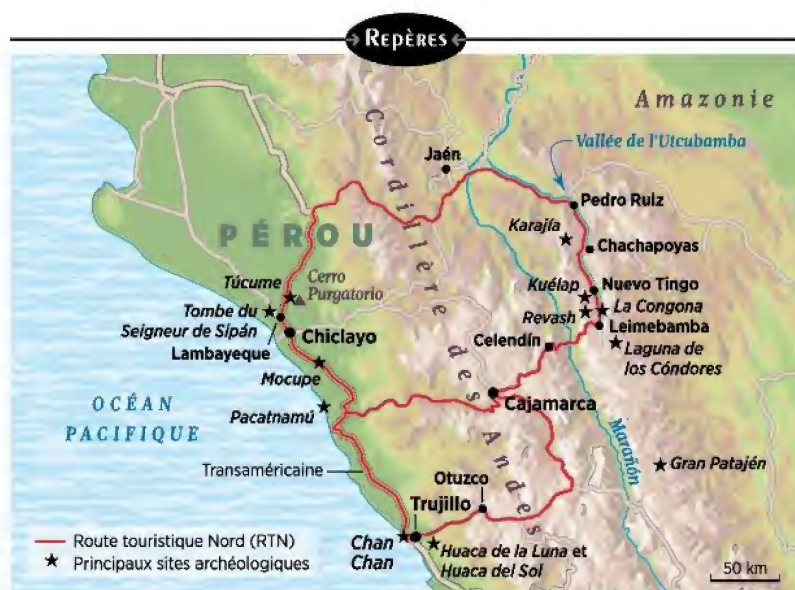 REPÈRES
Amazonie
Vallée de l'Utcubamba
Jaén
Cordillère des Andes
Pedro Ruiz
Karajía
PÉROU
Chachapoyas
Túcume
Cerro
Purgatorio
Kuélap
Nuevo Tingo
Tombe du
Seigneur de Sípán
Revash
La Congona
Lambayeque
Chiclayo
Leimebamba
Celendín
Laguna de
los Cóndores
Mocupe
OCÉAN
PACIFIQUE
Pacatnamú
Cajamarca
Marañón
Transaméricaine
Gran Patajén
Otuzco
Trujillo
Route touristique Nord (RTN)
Principaux sites archéologiques
Chan
Chan
Huaca de la Luna et
Huaca del Sol
50 km